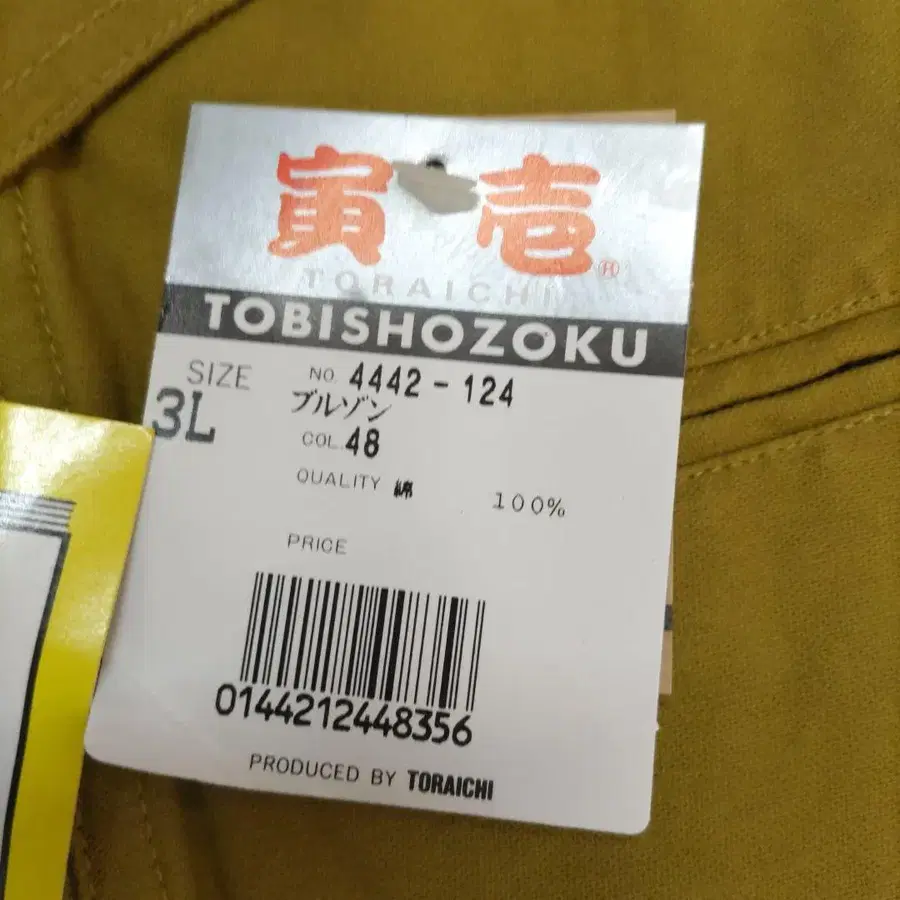 寅壱®
TORAICHI
TOBISHOZOKU
SIZE
3L
NO. 4442-124
ブルゾン
COL. 48
QUALITY 綿 100%
PRICE
0144212448356
PRODUCED BY TORAICHI